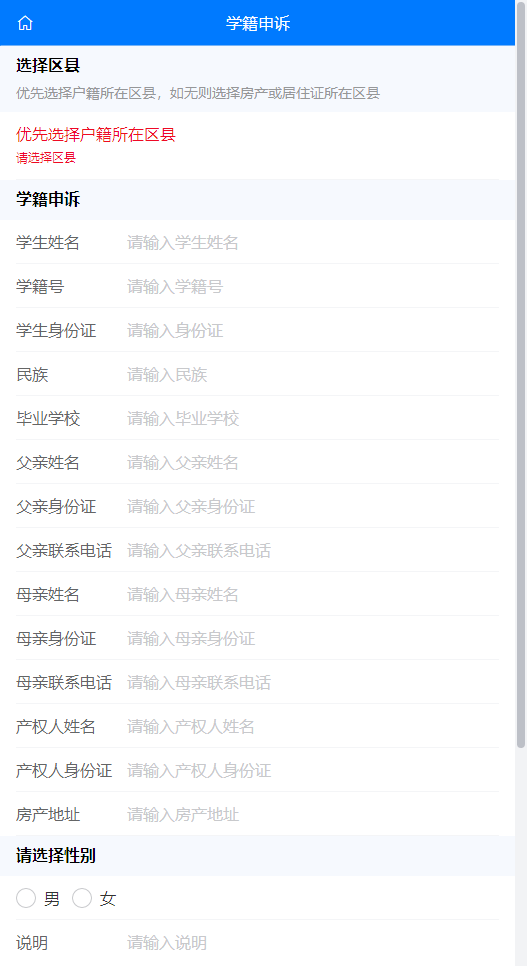 学籍申诉
选择区县
优先选择户籍所在区县，如无则选择房产或居住证所在区县
优先选择户籍所在区县
请选择区县
学籍申诉
学生姓名 请输入学生姓名
学籍号 请输入学籍号
学生身份证 请输入身份证
民族 请输入民族
毕业学校 请输入毕业学校
父亲姓名 请输入父亲姓名
父亲身份证 请输入父亲身份证
父亲联系电话 请输入父亲联系电话
母亲姓名 请输入母亲姓名
母亲身份证 请输入母亲身份证
母亲联系电话 请输入母亲联系电话
产权人姓名 请输入产权人姓名
产权人身份证 请输入产权人身份证
房产地址 请输入房产地址
请选择性别
男 女
说明 请输入说明